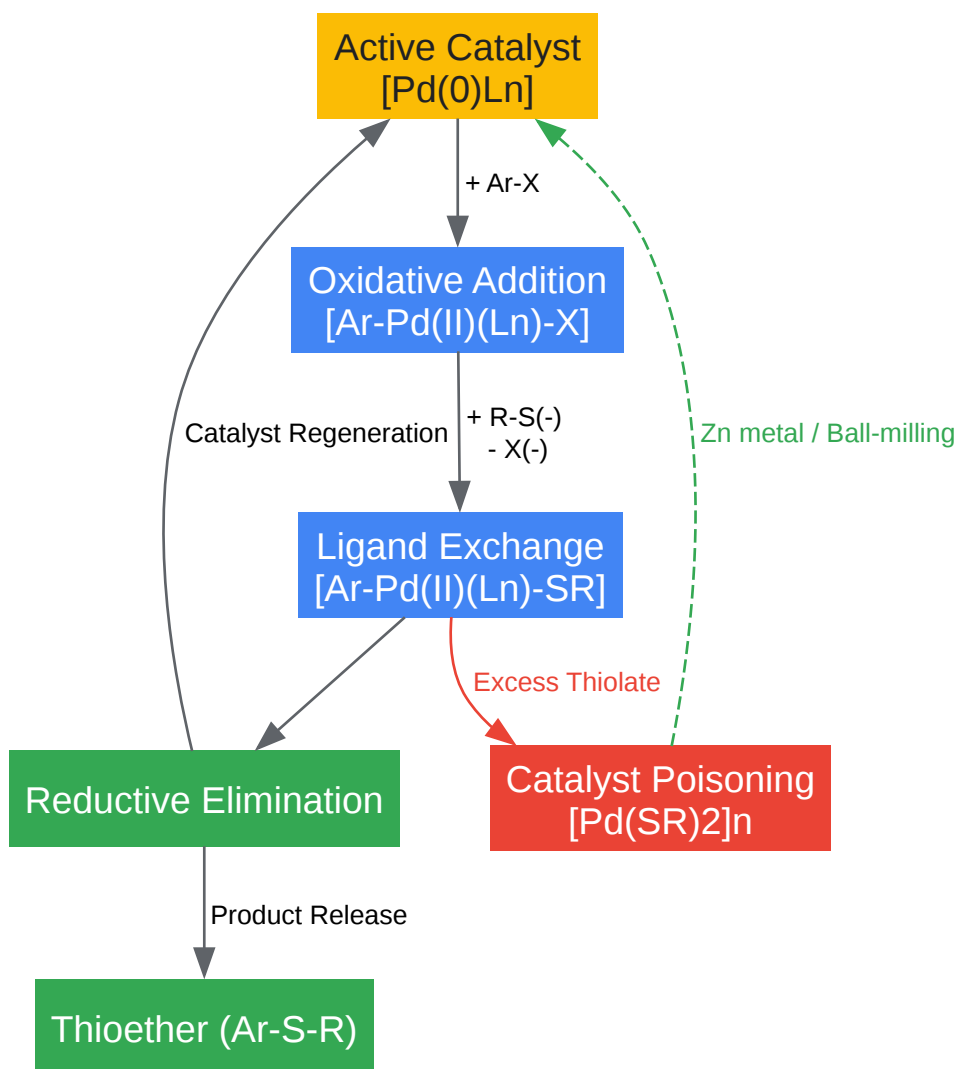 Active Catalyst
[Pd(0)Ln]
+ Ar-X
Oxidative Addition
[Ar-Pd(II)(Ln)-X]
Catalyst Regeneration
+ R-S(-)
- X(-)
Zn metal / Ball-milling
Ligand Exchange
[Ar-Pd(II)(Ln)-SR]
Excess Thiolate
Reductive Elimination
Catalyst Poisoning
[Pd(SR)2]n
Product Release
Thioether (Ar-S-R)